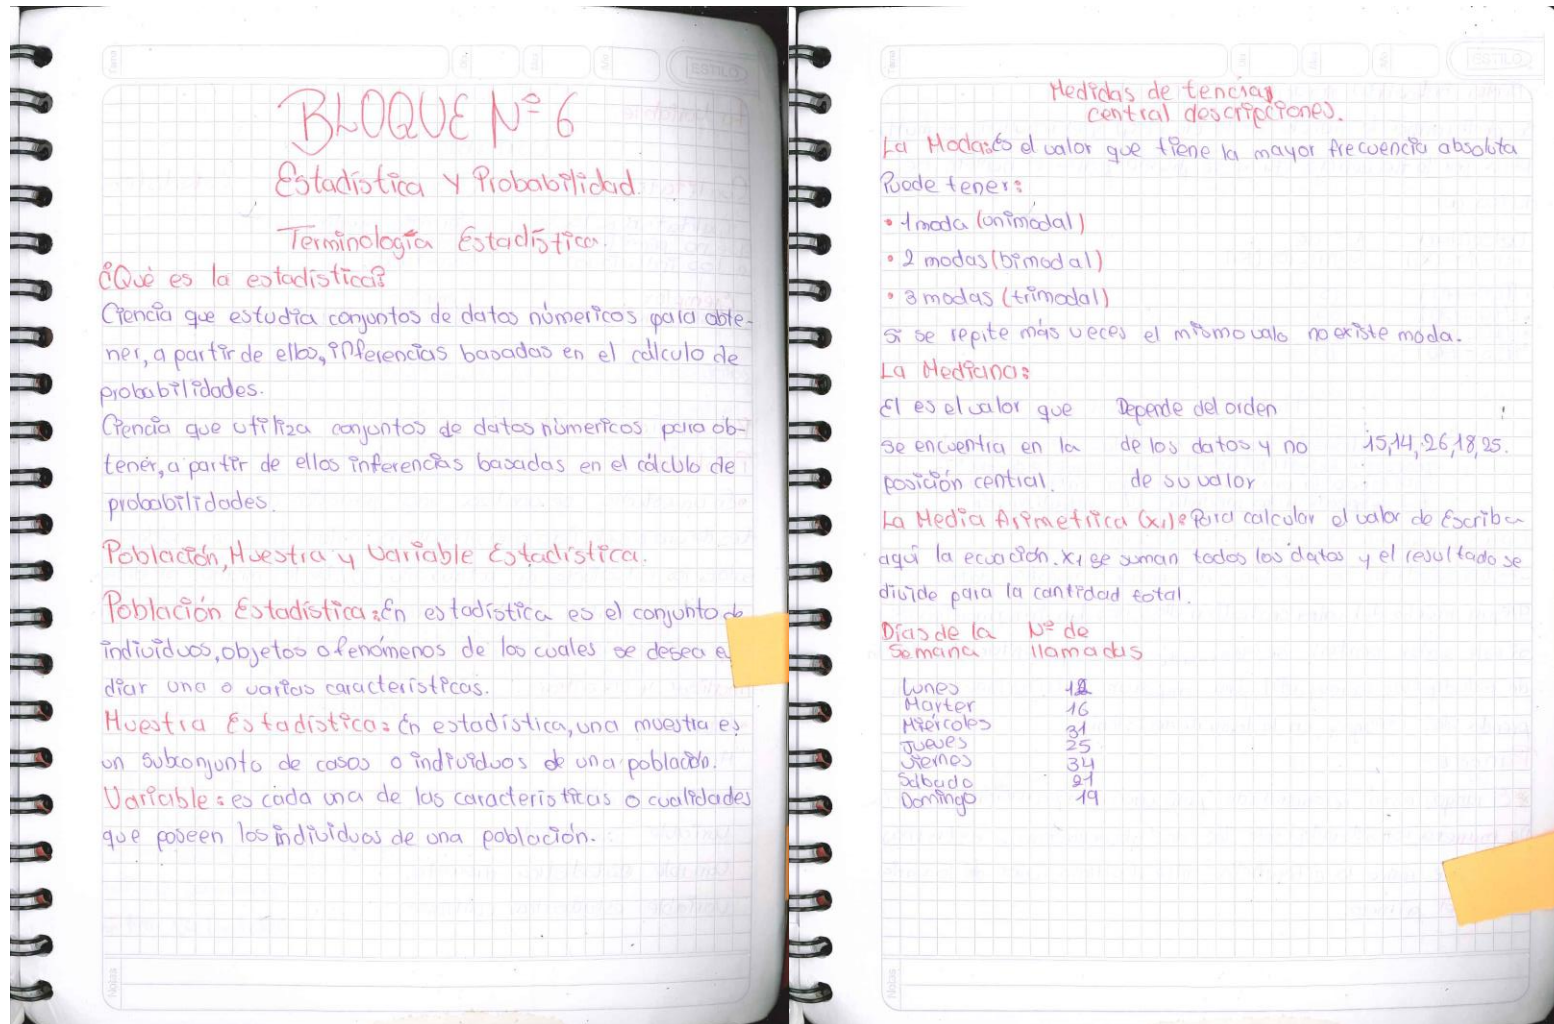 BLOQUE Nº 6
Estadística y Probabilidad
Terminología Estadística.
¿Qué es la estadística?
Ciencia que estudia conjuntos de datos númericos para obte-
ner, a partir de ellos, inferencias basadas en el cálculo de
probabilidades.
Ciencia que utiliza conjuntos de datos númericos para ob-
tener, a partir de ellos inferencias basadas en el cálculo de
probabilidades.
Población, Muestra y Variable Estadística.
Población Estadística: En estadística es el conjunto de
individuos, objetos o fenómenos de los cuales se desea
diar una o varias características.
Muestra Estadística: En estadística, una muestra es
un subconjunto de casos o individuos de una población.
Variable: es cada una de las características o cualidades
que poseen los individuos de una población.
Notas
ESTILO
Medidas de tencias
central descripciones.
La Moda: Es el valor que tiene la mayor frecuencia absoluta
Puede tener:
• 1 moda (unimodal)
• 2 modas (bimodal)
• 3 modas (trimodal)
Si se repite más veces el mismo valo no existe moda.
La Mediana:
El es el valor que Depende del orden
se encuentra en la de los datos y no 15,14,26,18,25.
posición central. de su valor
La Media Arimetrica (x₁): Para calcular el valor de Escriba
aquí la ecuación. x₁ se suman todos los datos y el resultado se
divide para la cantidad total.
Días de la Nº de
Semana llamadas
Lunes
Marter 16
Miércoles 31
Jueves 25
Viernes 34
Sábado 21
Domingo 19
Notas